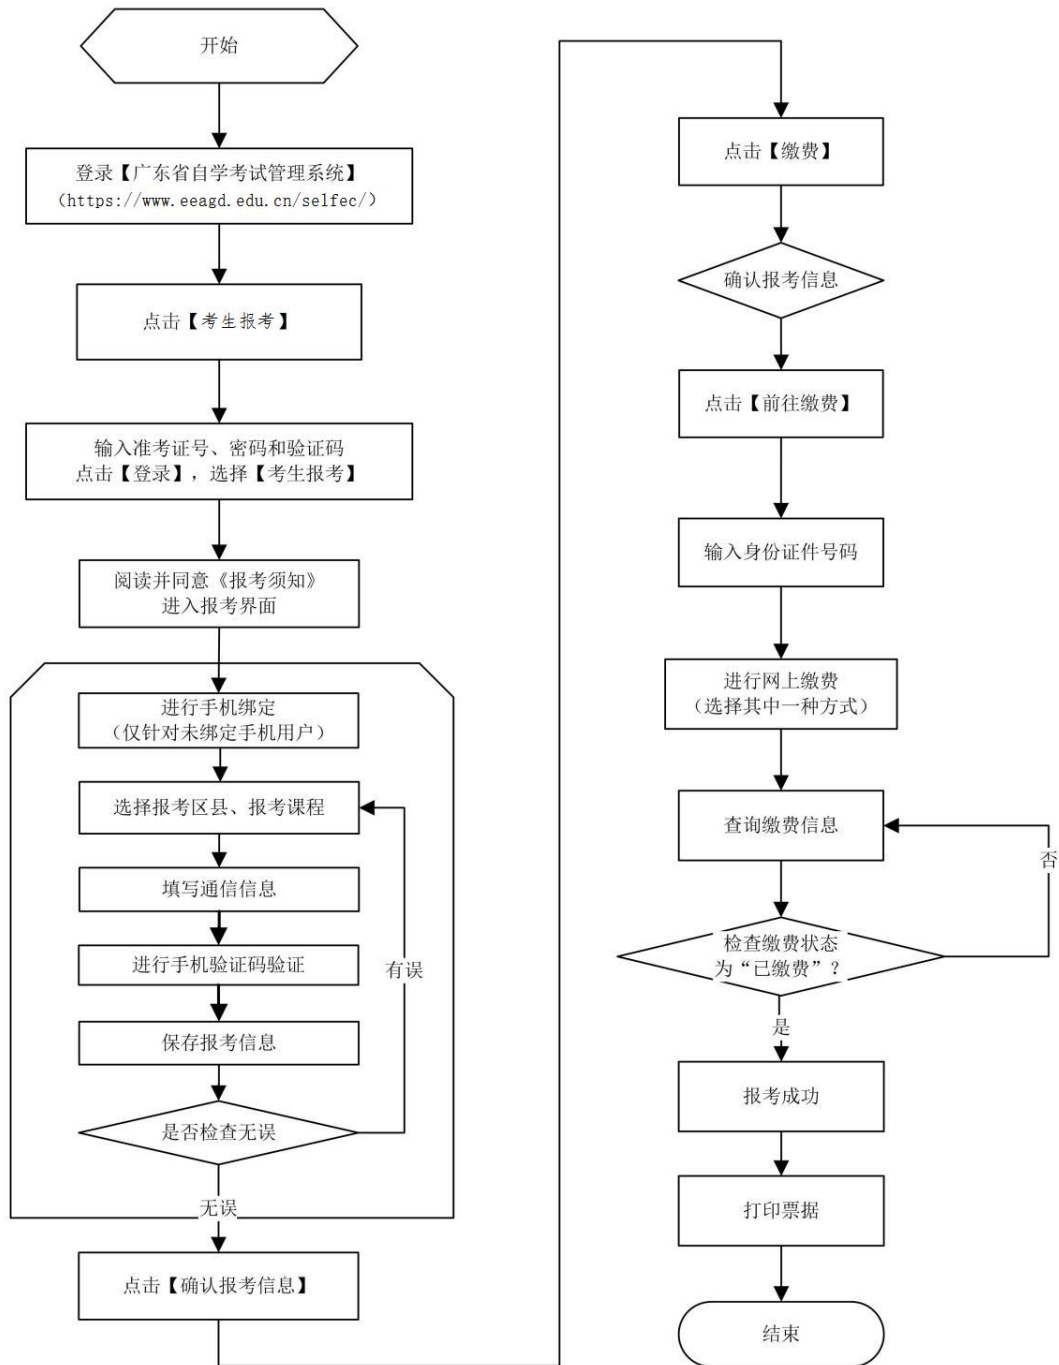 开始
登录【广东省自学考试管理系统】
（https://www.eeagd.edu.cn/selfec/）
点击【考生报考】
输入准考证号、密码和验证码
点击【登录】，选择【考生报考】
阅读并同意《报考须知》
进入报考界面
进行手机绑定
（仅针对未绑定手机用户）
选择报考区县、报考课程
填写通信信息
进行手机验证码验证
有误
保存报考信息
是否检查无误
无误
点击【确认报考信息】
点击【缴费】
确认报考信息
点击【前往缴费】
输入身份证件号码
进行网上缴费
（选择其中一种方式）
查询缴费信息
否
检查缴费状态
为“已缴费”？
是
报考成功
打印票据
结束